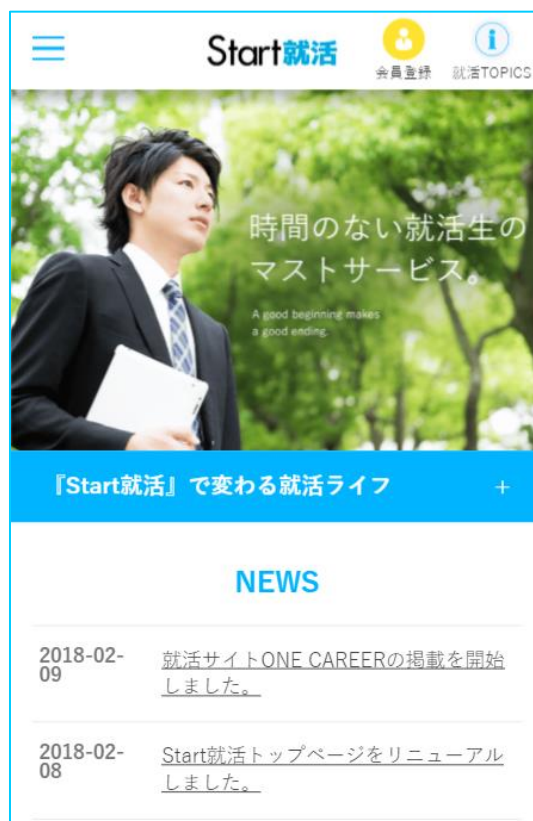 Start就活
会員登録
就活TOPICS
時間のない就活生の
マストサービス。
A good beginning makes
a good ending.
『Start就活』で変わる就活ライフ +
NEWS
2018-02-
09
就活サイトONE CAREERの掲載を開始
しました。
2018-02-
08
Start就活トップページをリニューアル
しました。